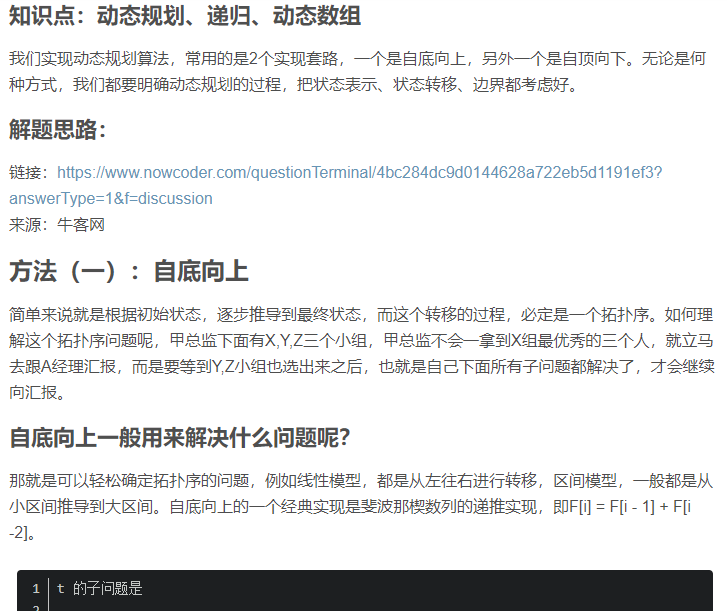 知识点：动态规划、递归、动态数组
我们实现动态规划算法，常用的是2个实现套路，一个是自底向上，另外一个是自顶向下。无论是何
种方式，我们都要明确动态规划的过程，把状态表示、状态转移、边界都考虑好。
解题思路：
链接：https://www.nowcoder.com/questionTerminal/4bc284dc9d0144628a722eb5d1191ef3?
answerType=1&f=discussion
来源：牛客网
方法（一）：自底向上
简单来说就是根据初始状态，逐步推导到最终状态，而这个转移的过程，必定是一个拓扑序。如何理
解这个拓扑序问题呢，甲总监下面有X,Y,Z三个小组，甲总监不会一拿到X组最优秀的三个人，就立马
去跟A经理汇报，而是要等到Y,Z小组也选出来之后，也就是自己下面所有子问题都解决了，才会继续
向汇报。
自底向上一般用来解决什么问题呢？
那就是可以轻松确定拓扑序的问题，例如线性模型，都是从左往右进行转移，区间模型，一般都是从
小区间推导到大区间。自底向上的一个经典实现是斐波那楔数列的递推实现，即F[i] = F[i - 1] + F[i
-2]。
1 t 的子问题是
2